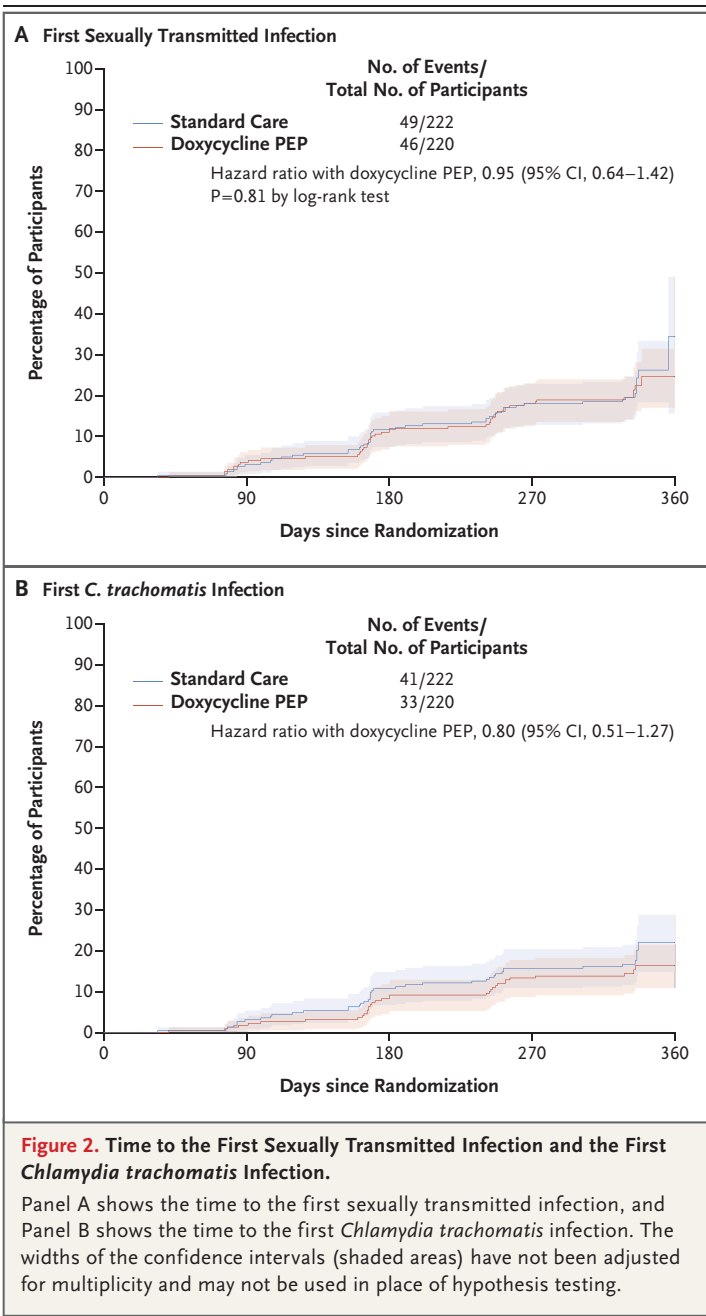 A First Sexually Transmitted Infection
No. of Events/
Total No. of Participants
Standard Care 49/222
Doxycycline PEP 46/220
Hazard ratio with doxycycline PEP, 0.95 (95% CI, 0.64–1.42)
P=0.81 by log-rank test
Percentage of Participants
100
90
80
70
60
50
40
30
20
10
0
0 90 180 270 360
Days since Randomization
B First C. trachomatis Infection
No. of Events/
Total No. of Participants
Standard Care 41/222
Doxycycline PEP 33/220
Hazard ratio with doxycycline PEP, 0.80 (95% CI, 0.51–1.27)
Percentage of Participants
100
90
80
70
60
50
40
30
20
10
0
0 90 180 270 360
Days since Randomization
Figure 2. Time to the First Sexually Transmitted Infection and the First
Chlamydia trachomatis Infection.
Panel A shows the time to the first sexually transmitted infection, and
Panel B shows the time to the first Chlamydia trachomatis infection. The
widths of the confidence intervals (shaded areas) have not been adjusted
for multiplicity and may not be used in place of hypothesis testing.